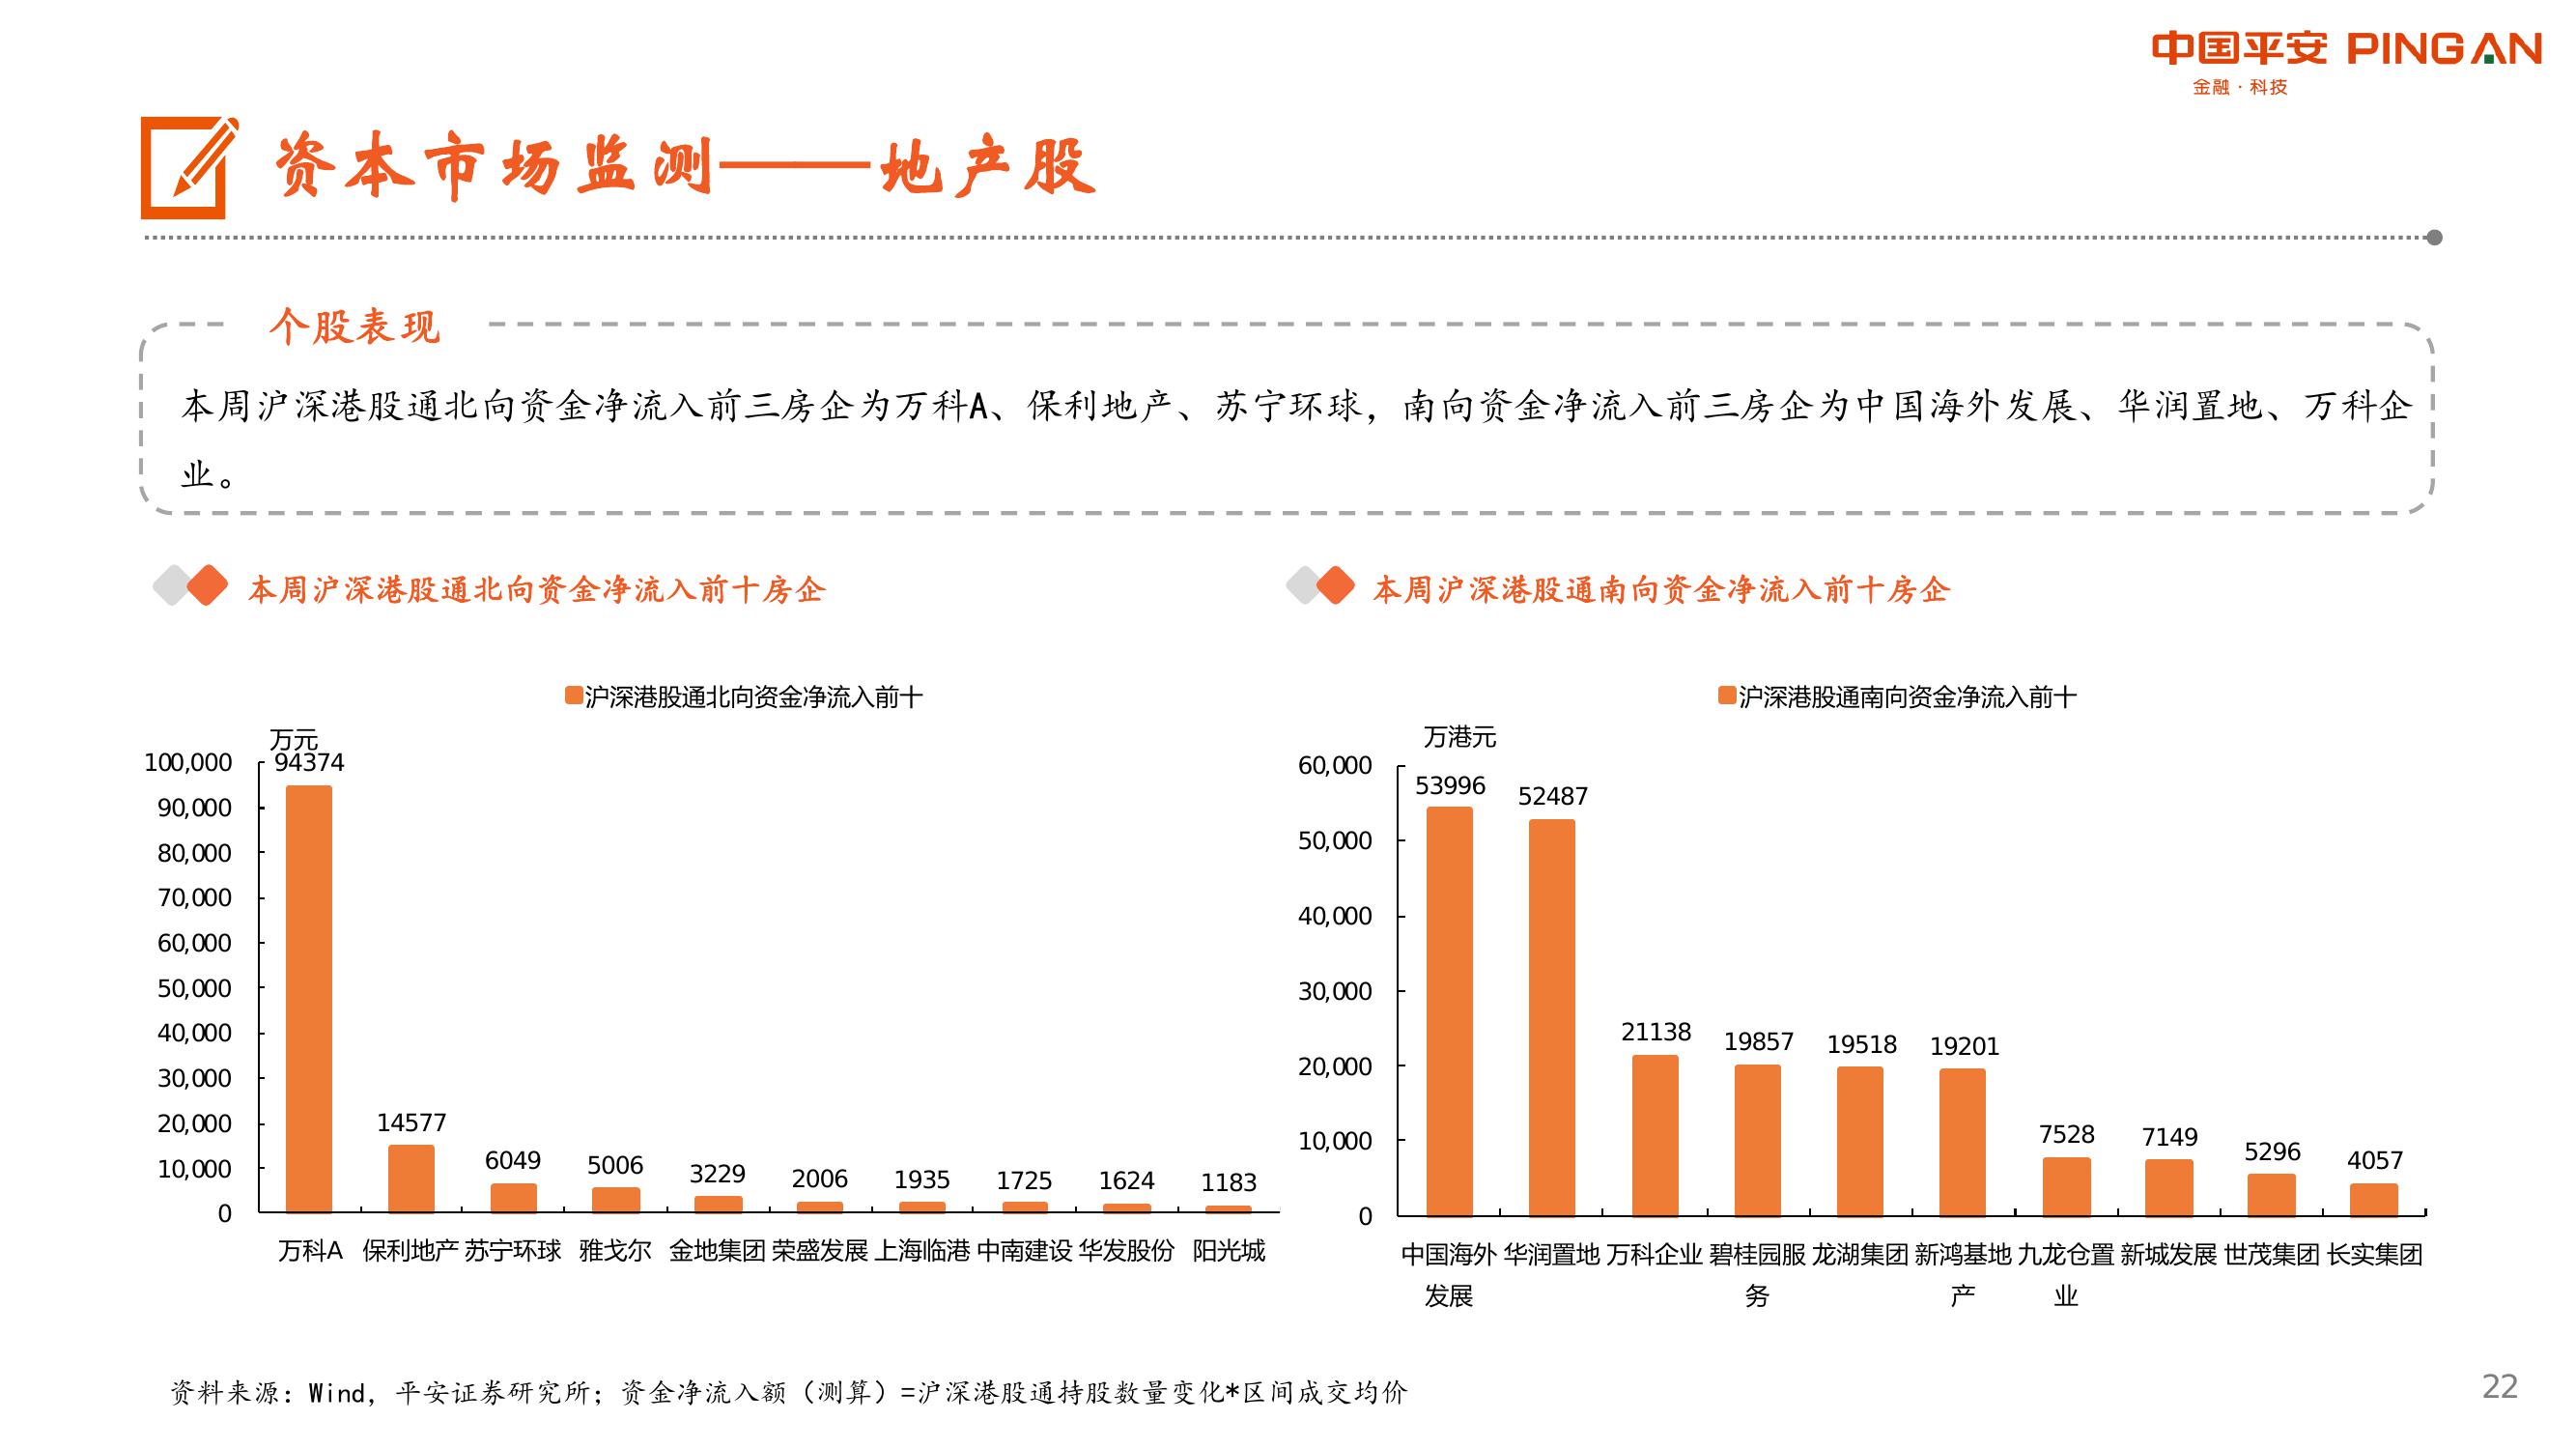 中国平安 PINGAN
金融·科技
资本市场监测——地产股
个股表现
本周沪深港股通北向资金净流入前三房企为万科A、保利地产、苏宁环球，南向资金净流入前三房企为中国海外发展、华润置地、万科企
业。
本周沪深港股通北向资金净流入前十房企
沪深港股通北向资金净流入前十
万元
100,000
90,000
80,000
70,000
60,000
50,000
40,000
30,000
20,000
10,000
0
94374
14577
6049
5006
3229
2006
1935
1725
1624
1183
万科A 保利地产 苏宁环球 雅戈尔 金地集团 荣盛发展 上海临港 中南建设 华发股份 阳光城
本周沪深港股通南向资金净流入前十房企
沪深港股通南向资金净流入前十
万港元
60,000
50,000
40,000
30,000
20,000
10,000
0
53996
52487
21138
19857
19518
19201
7528
7149
5296
4057
中国海外 华润置地 万科企业 碧桂园服 龙湖集团 新鸿基地 九龙仓置 新城发展 世茂集团 长实集团
发展 务 产 业
资料来源：Wind，平安证券研究所；资金净流入额（测算）=沪深港股通持股数量变化*区间成交均价
22